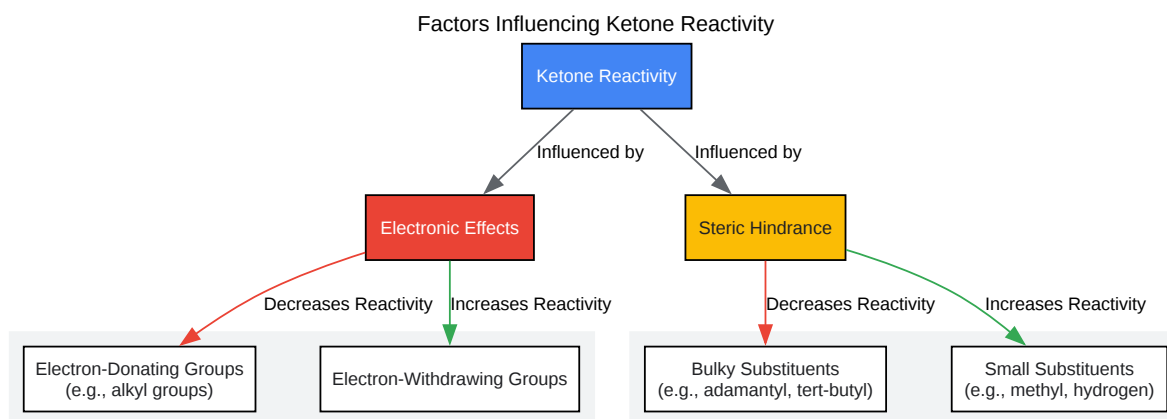 Factors Influencing Ketone Reactivity
Ketone Reactivity
Influenced by
Influenced by
Electronic Effects
Steric Hindrance
Decreases Reactivity
Increases Reactivity
Decreases Reactivity
Increases Reactivity
Electron-Donating Groups
(e.g., alkyl groups)
Electron-Withdrawing Groups
Bulky Substituents
(e.g., adamantyl, tert-butyl)
Small Substituents
(e.g., methyl, hydrogen)